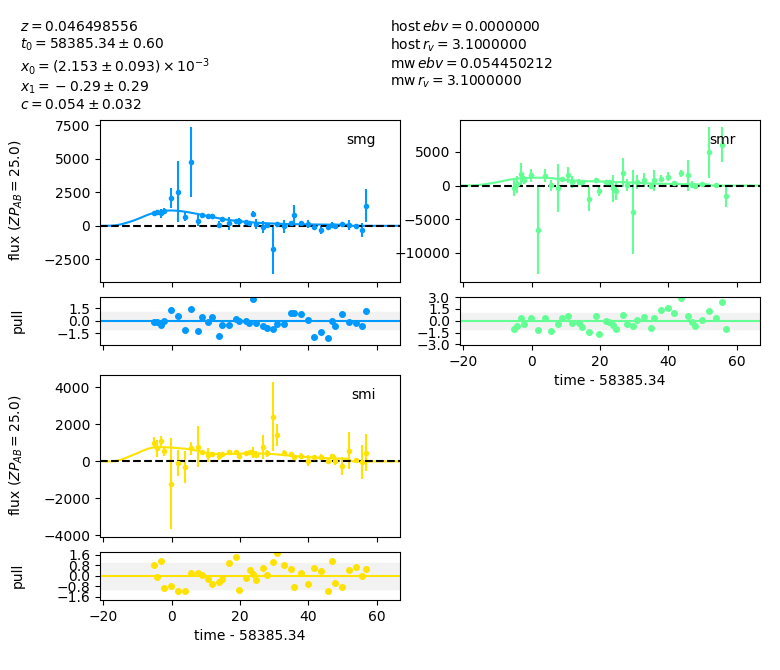 z = 0.046498556
t₀ = 58385.34 ± 0.60
x₀ = (2.153 ± 0.093) × 10⁻³
x₁ = −0.29 ± 0.29
c = 0.054 ± 0.032
host ebv = 0.0000000
host r_v = 3.1000000
mw ebv = 0.054450212
mw r_v = 3.1000000
smg
flux (ZP_AB = 25.0)
7500
5000
2500
0
−2500
smr
5000
0
−5000
−10000
pull
1.5
0.0
−1.5
3.0
1.5
0.0
−1.5
−3.0
−20 0 20 40 60
time - 58385.34
smi
flux (ZP_AB = 25.0)
4000
2000
0
−2000
−4000
pull
1.6
0.8
0.0
−0.8
−1.6
−20 0 20 40 60
time - 58385.34